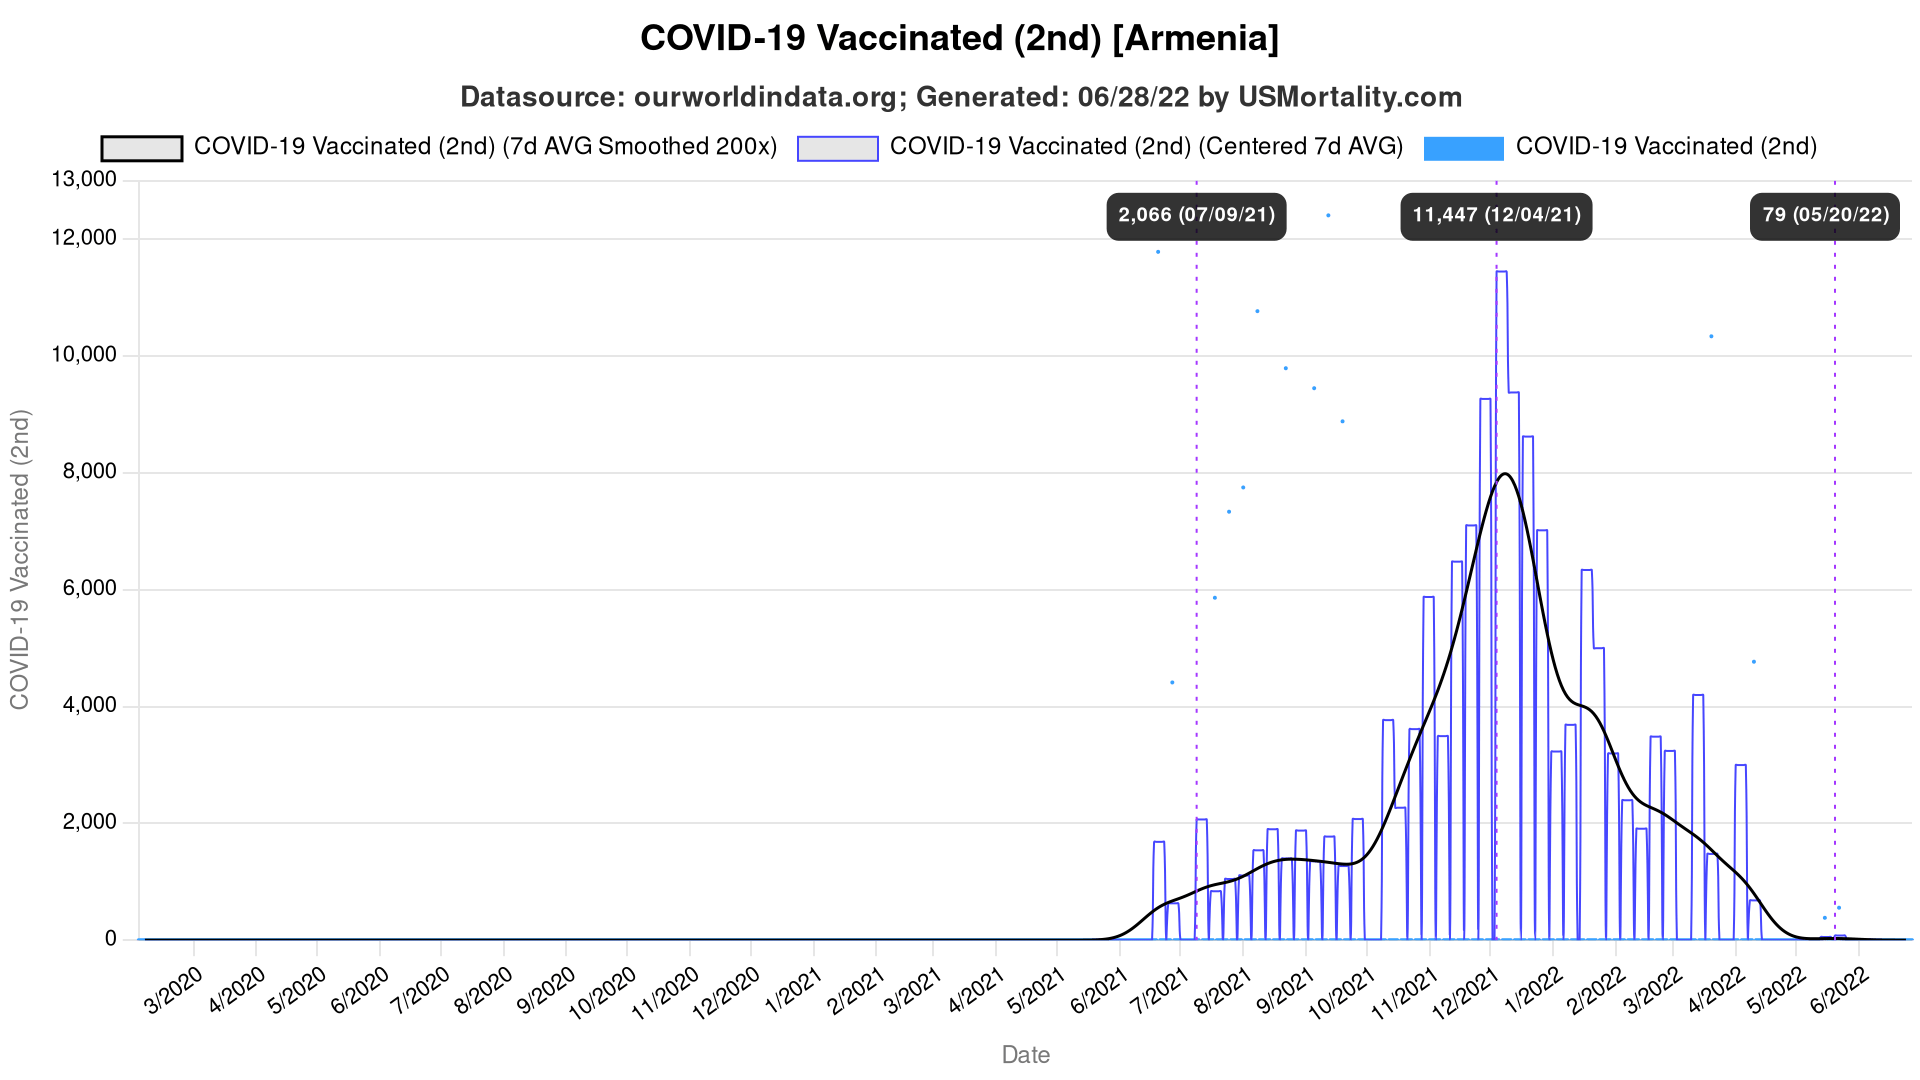 COVID-19 Vaccinated (2nd) [Armenia]
Datasource: ourworldindata.org; Generated: 06/28/22 by USMortality.com
COVID-19 Vaccinated (2nd) (7d AVG Smoothed 200x) COVID-19 Vaccinated (2nd) (Centered 7d AVG) COVID-19 Vaccinated (2nd)
2,066 (07/09/21) 11,447 (12/04/21) 79 (05/20/22)
COVID-19 Vaccinated (2nd)
13,000
12,000
10,000
8,000
6,000
4,000
2,000
0
3/2020 4/2020 5/2020 6/2020 7/2020 8/2020 9/2020 10/2020 11/2020 12/2020 1/2021 2/2021 3/2021 4/2021 5/2021 6/2021 7/2021 8/2021 9/2021 10/2021 11/2021 12/2021 1/2022 2/2022 3/2022 4/2022 5/2022 6/2022
Date